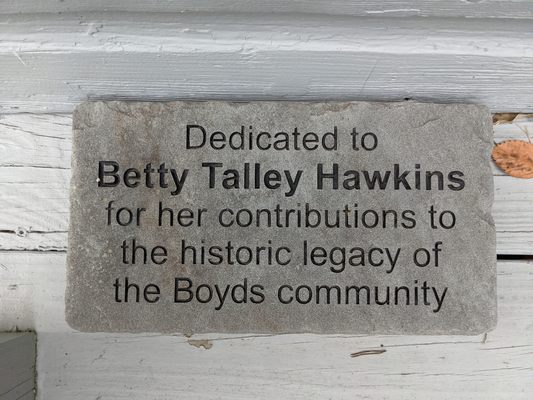 Dedicated to
Betty Talley Hawkins
for her contributions to
the historic legacy of
the Boyds community